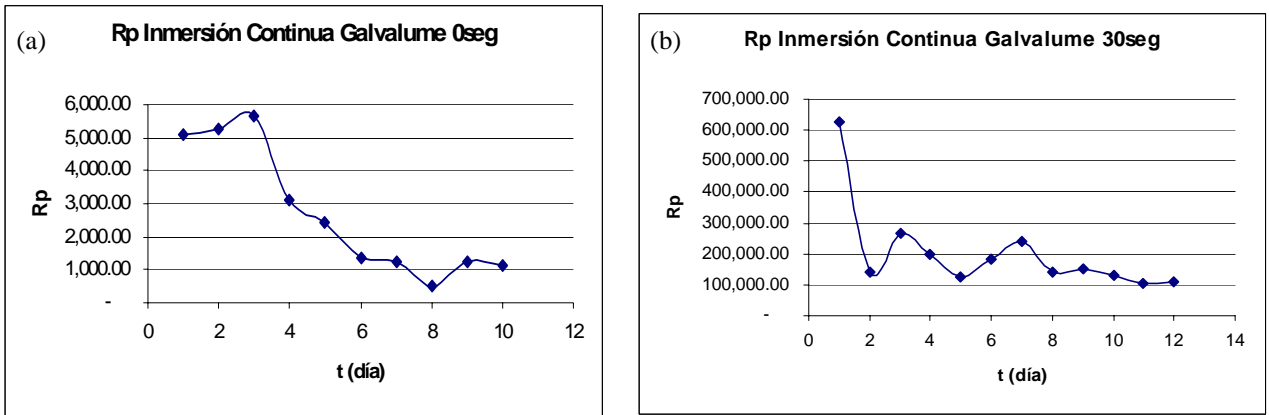 (a)
Rp Inmersión Continua Galvalume 0seg
6,000.00
5,000.00
4,000.00
3,000.00
2,000.00
1,000.00
-
Rp
0 2 4 6 8 10 12
t (día)
(b)
Rp Inmersión Continua Galvalume 30seg
700,000.00
600,000.00
500,000.00
400,000.00
300,000.00
200,000.00
100,000.00
-
Rp
0 2 4 6 8 10 12 14
t (día)